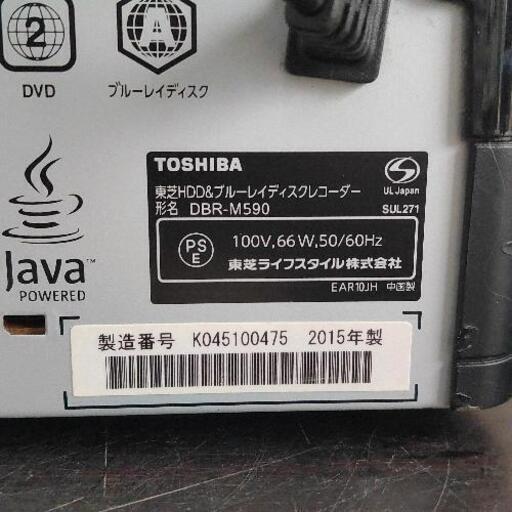 2
DVD
A
ブルーレイディスク
Java™
POWERED
TOSHIBA
東芝HDD&ブルーレイディスクレコーダー
形名 DBR-M590
S
UL Japan
SUL271
PS
E
100V,66W,50/60Hz
東芝ライフスタイル株式会社
EAR10JH 中国製
製造番号 K045100475 2015年製